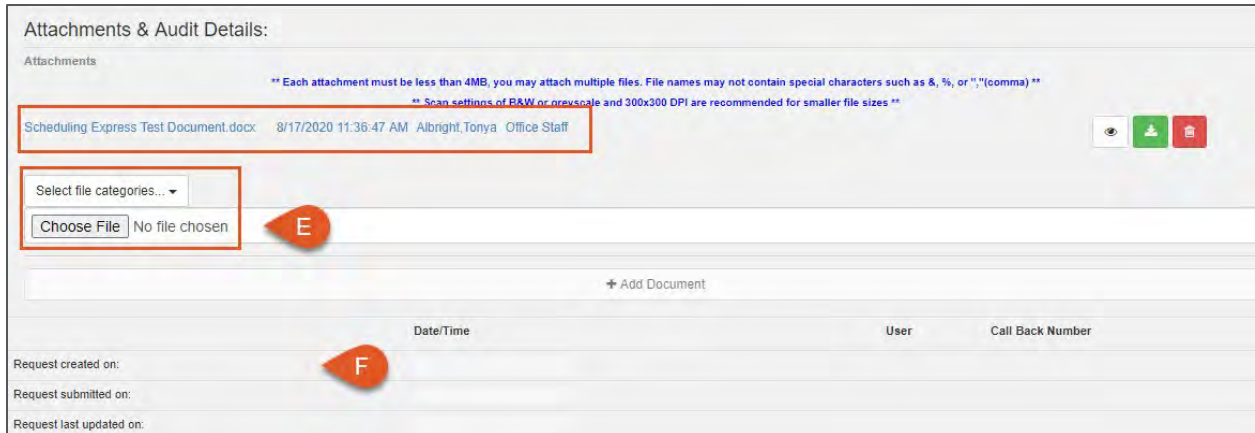 Attachments & Audit Details:
Attachments
** Each attachment must be less than 4MB, you may attach multiple files. File names may not contain special characters such as &, %, or ","(comma) **
** Scan settings of B&W or greyscale and 300x300 DPI are recommended for smaller file sizes **
Scheduling Express Test Document.docx 8/17/2020 11:36:47 AM Albright,Tonya Office Staff
Select file categories...
Choose File No file chosen E
+ Add Document
Date/Time User Call Back Number
Request created on: F
Request submitted on:
Request last updated on: